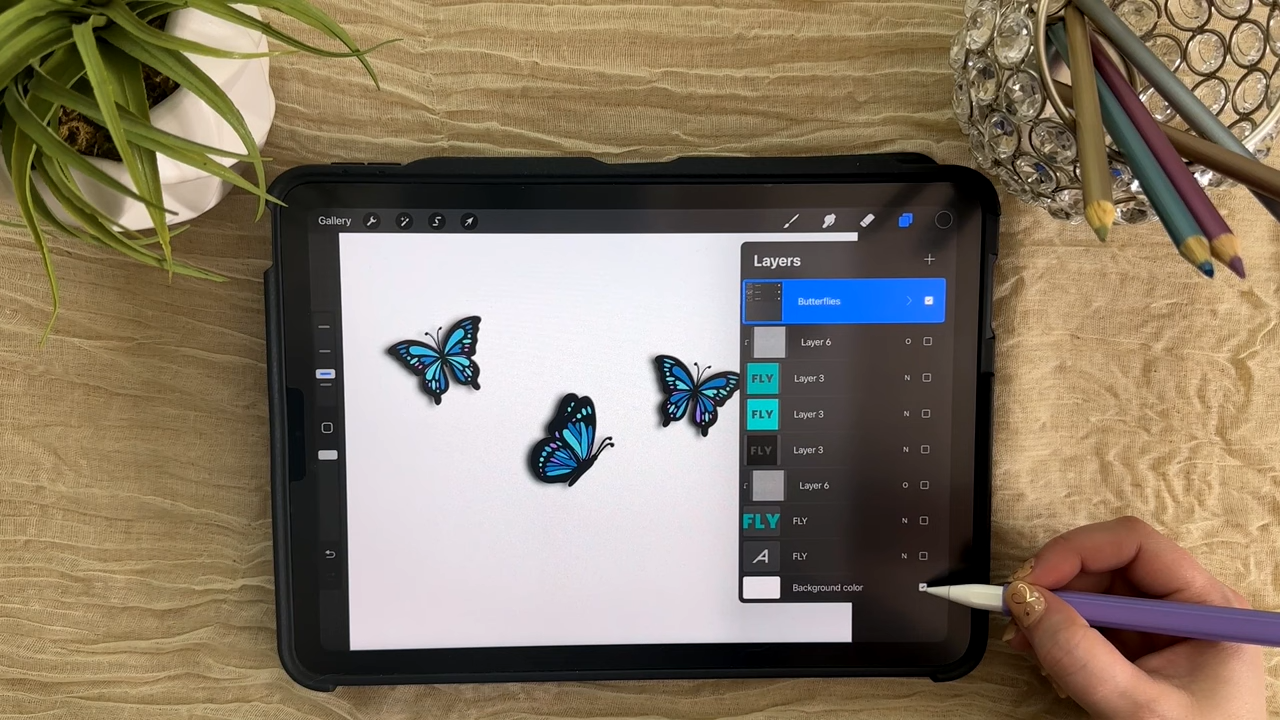 Gallery
Layers
Butterflies
Layer 6 O
FLY Layer 3 N
FLY Layer 3 N
FLY Layer 3 N
Layer 6 O
FLY FLY N
A FLY N
Background color